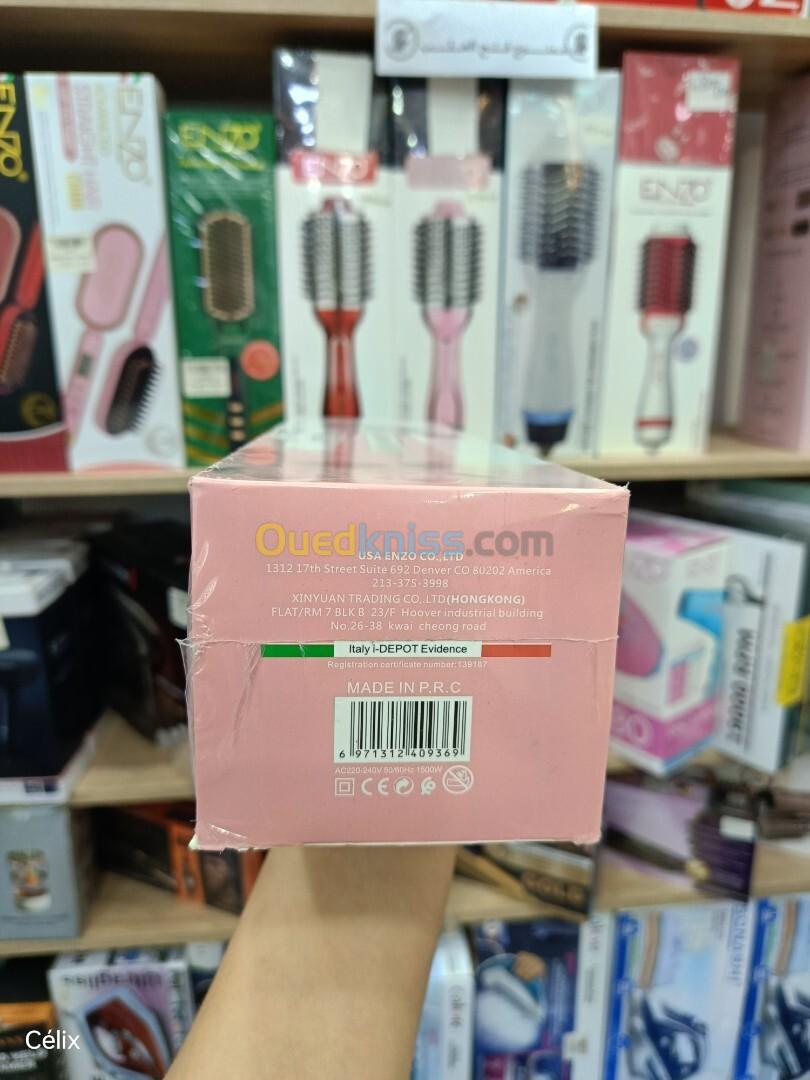 ENZO
ENZO
ENZO
ENZO
Ouedkniss.com
USA ENZO CO.,LTD
1312 17th Street Suite 692 Denver CO 80202 America
213-375-3998
XINYUAN TRADING CO.,LTD(HONGKONG)
FLAT/RM 7 BLK B 23/F Hoover industrial building
No.26-38 kwai cheong road
Italy i-DEPOT Evidence
Registration certificate number:139187
MADE IN P.R.C
6 971312 409369
AC220-240V 50/60Hz 1500W
CE
GOLD
Célix